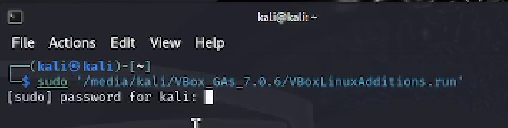 kali@kali: ~
File Actions Edit View Help
┌──(kali㉿kali)-[~]
└─$ sudo '/media/kali/VBox_GAs_7.0.6/VBoxLinuxAdditions.run'
[sudo] password for kali: